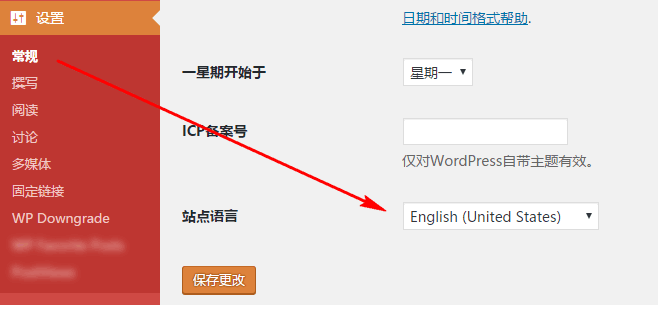 设置
常规
撰写
阅读
讨论
多媒体
固定链接
WP Downgrade
日期和时间格式帮助.
一星期开始于
星期一
ICP备案号
仅对WordPress自带主题有效。
站点语言
English (United States)
保存更改